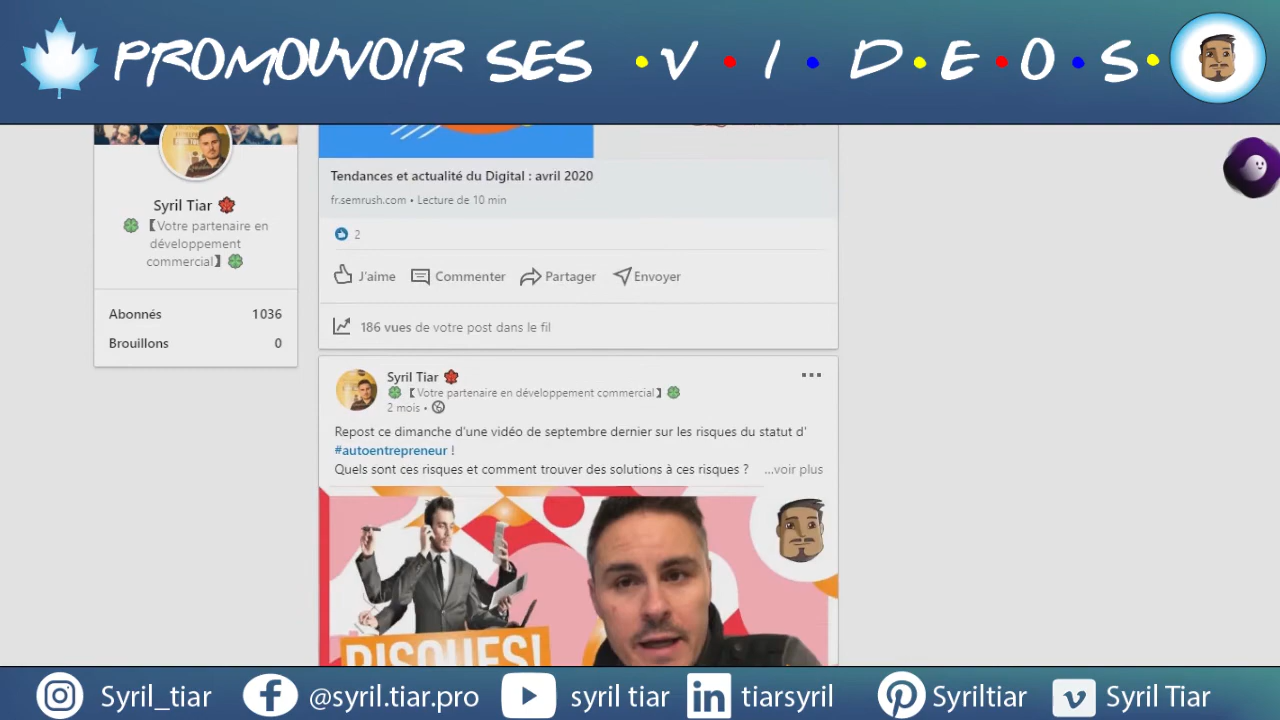 PROMOUVOIR SES • V • I • D • E • O • S •
Tendances et actualité du Digital : avril 2020
fr.semrush.com • Lecture de 10 min
2
J'aime Commenter Partager Envoyer
186 vues de votre post dans le fil
Syril Tiar
【Votre partenaire en
développement
commercial】
Abonnés 1036
Brouillons 0
Syril Tiar
【Votre partenaire en développement commercial】
2 mois •
Repost ce dimanche d'une vidéo de septembre dernier sur les risques du statut d'
#autoentrepreneur !
Quels sont ces risques et comment trouver des solutions à ces risques ? ...voir plus
RISQUES!
Syril_tiar @syril.tiar.pro syril tiar tiarsyril Syriltiar Syril Tiar